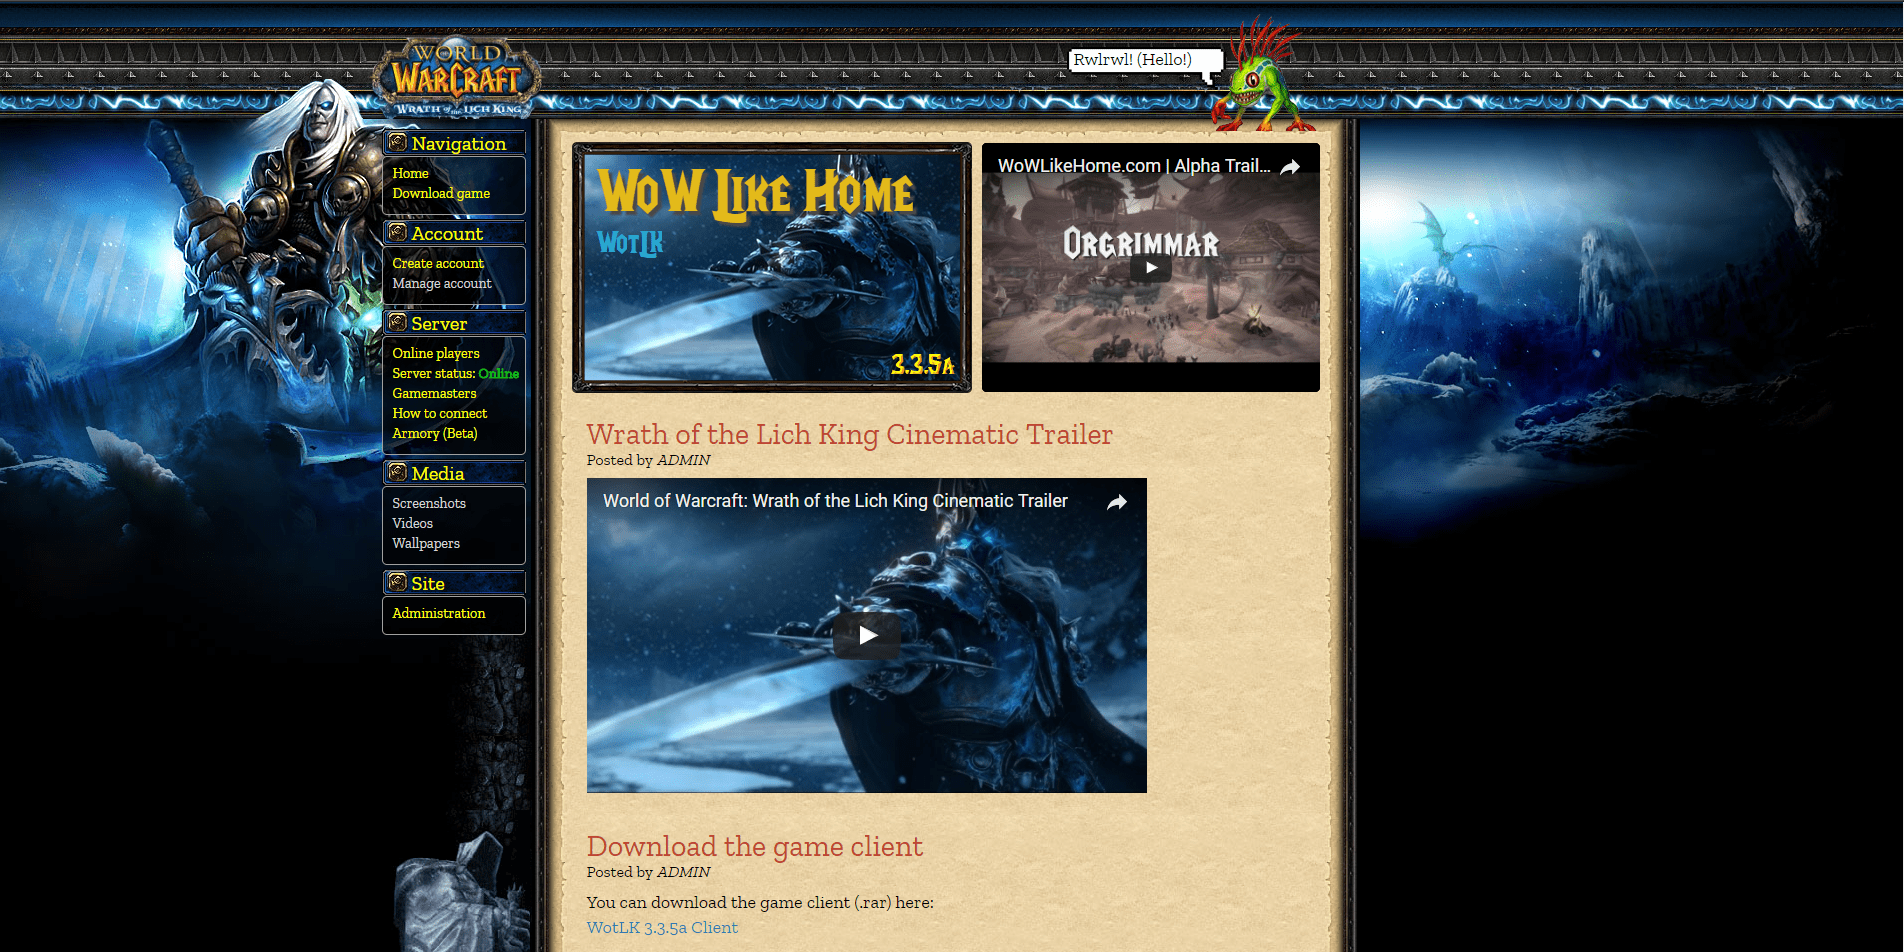 WORLD
WARCRAFT
WRATH of the LICH KING
Rwlrwl! (Hello!)
Navigation
Home
Download game
Account
Create account
Manage account
Server
Online players
Server status: Online
Gamemasters
How to connect
Armory (Beta)
Media
Screenshots
Videos
Wallpapers
Site
Administration
WoW Like Home
WotLK
3.3.5a
WoWLikeHome.com | Alpha Trail...
Orgrimmar
Wrath of the Lich King Cinematic Trailer
Posted by ADMIN
World of Warcraft: Wrath of the Lich King Cinematic Trailer
Download the game client
Posted by ADMIN
You can download the game client (.rar) here:
WotLK 3.3.5a Client